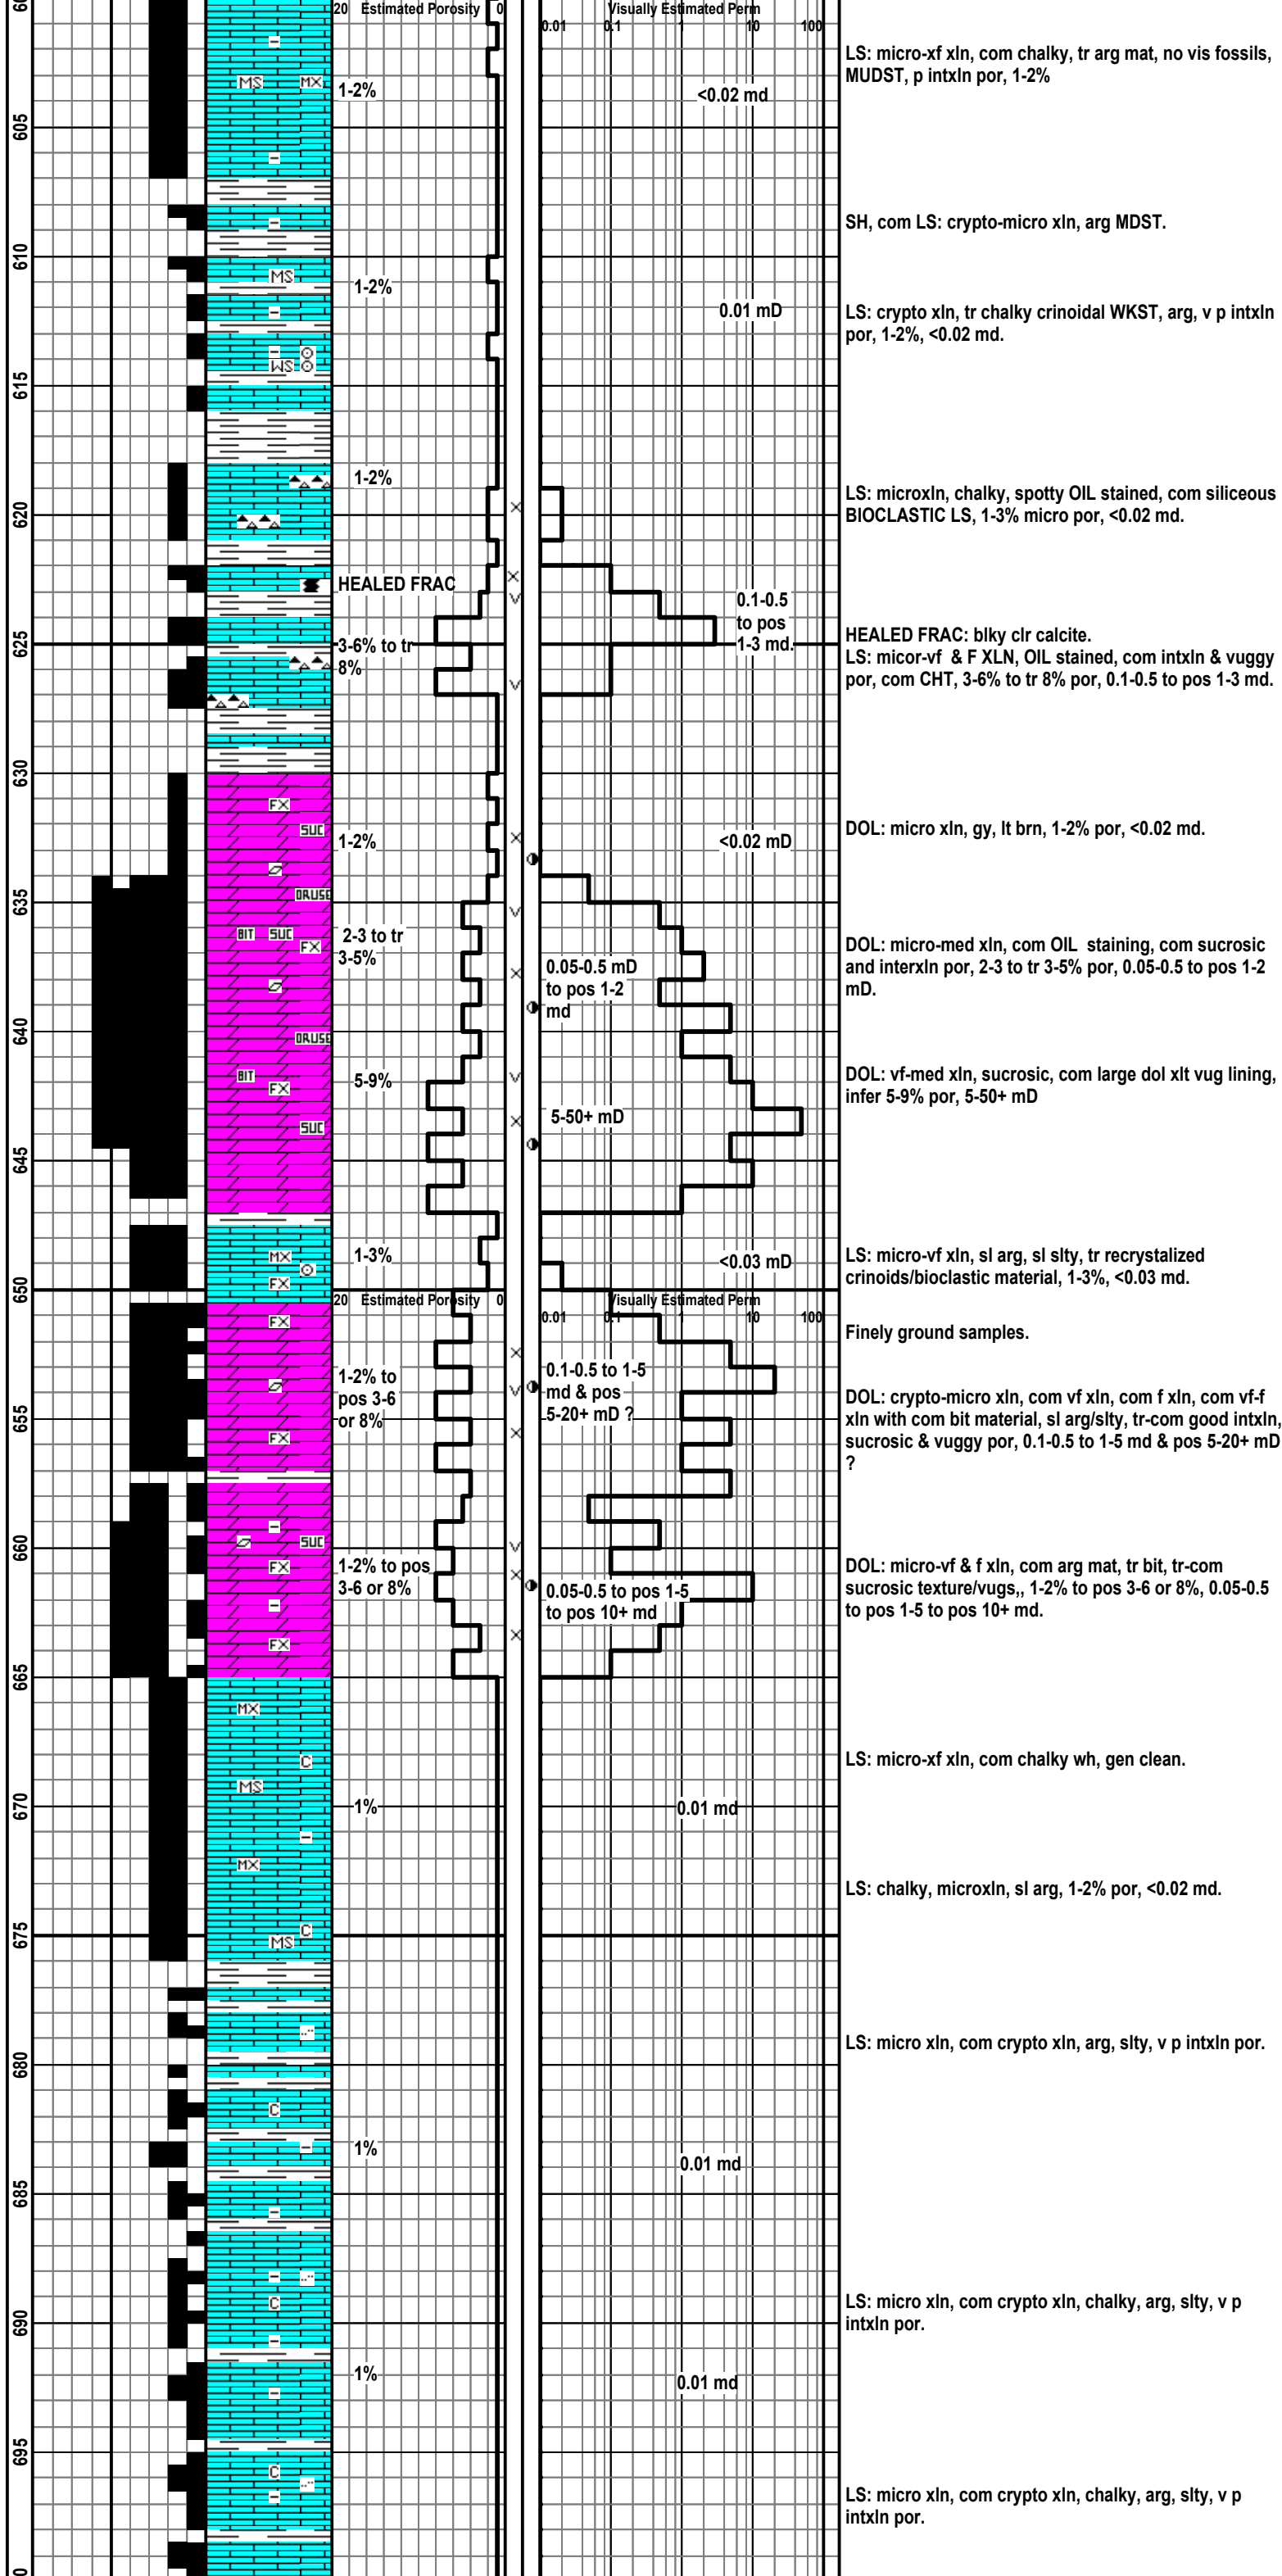 20 Estimated Porosity 0
Visually Estimated Perm
0.01 0.1 1 10 100
LS: micro-xf xln, com chalky, tr arg mat, no vis fossils,
MUDST, p intxln por, 1-2%
MS MX
1-2%
<0.02 md
605
SH, com LS: crypto-micro xln, arg MDST.
610
MS
1-2%
0.01 mD
LS: crypto xln, tr chalky crinoidal WKST, arg, v p intxln
por, 1-2%, <0.02 md.
WS
615
1-2%
LS: microxln, chalky, spotty OIL stained, com siliceous
BIOCLASTIC LS, 1-3% micro por, <0.02 md.
620
HEALED FRAC
0.1-0.5
to pos
1-3 md.
625
3-6% to tr
8%
HEALED FRAC: blky clr calcite.
LS: micor-vf & F XLN, OIL stained, com intxln & vuggy
por, com CHT, 3-6% to tr 8% por, 0.1-0.5 to pos 1-3 md.
630
FX
SUC
1-2%
<0.02 mD
DOL: micro xln, gy, lt brn, 1-2% por, <0.02 md.
635
DRUSE
BIT SUC
FX
2-3 to tr
3-5%
0.05-0.5 mD
to pos 1-2
md
DOL: micro-med xln, com OIL staining, com sucrosic
and interxln por, 2-3 to tr 3-5% por, 0.05-0.5 to pos 1-2
mD.
640
DRUSE
BIT
FX
5-9%
5-50+ mD
SUC
DOL: vf-med xln, sucrosic, com large dol xlt vug lining,
infer 5-9% por, 5-50+ mD
645
MX
FX
1-3%
<0.03 mD
LS: micro-vf xln, sl arg, sl slty, tr recrystalized
crinoids/bioclastic material, 1-3%, <0.03 md.
650
20 Estimated Porosity 0
Visually Estimated Perm
0.01 0.1 1 10 100
FX
Finely ground samples.
1-2% to
pos 3-6
or 8%
0.1-0.5 to 1-5
md & pos
5-20+ mD ?
655
FX
DOL: crypto-micro xln, com vf xln, com f xln, com vf-f
xln with com bit material, sl arg/slty, tr-com good intxln,
sucrosic & vuggy por, 0.1-0.5 to 1-5 md & pos 5-20+ mD
?
660
SUC
FX
1-2% to pos
3-6 or 8%
0.05-0.5 to pos 1-5
to pos 10+ md
DOL: micro-vf & f xln, com arg mat, tr bit, tr-com
sucrosic texture/vugs,, 1-2% to pos 3-6 or 8%, 0.05-0.5
to pos 1-5 to pos 10+ md.
FX
665
MX
C
LS: micro-xf xln, com chalky wh, gen clean.
MS
670
1%
0.01 md
MX
LS: chalky, microxln, sl arg, 1-2% por, <0.02 md.
675
C
MS
LS: micro xln, com crypto xln, arg, slty, v p intxln por.
680
C
1%
0.01 md
685
C
LS: micro xln, com crypto xln, chalky, arg, slty, v p
intxln por.
690
1%
0.01 md
695
C
LS: micro xln, com crypto xln, chalky, arg, slty, v p
intxln por.